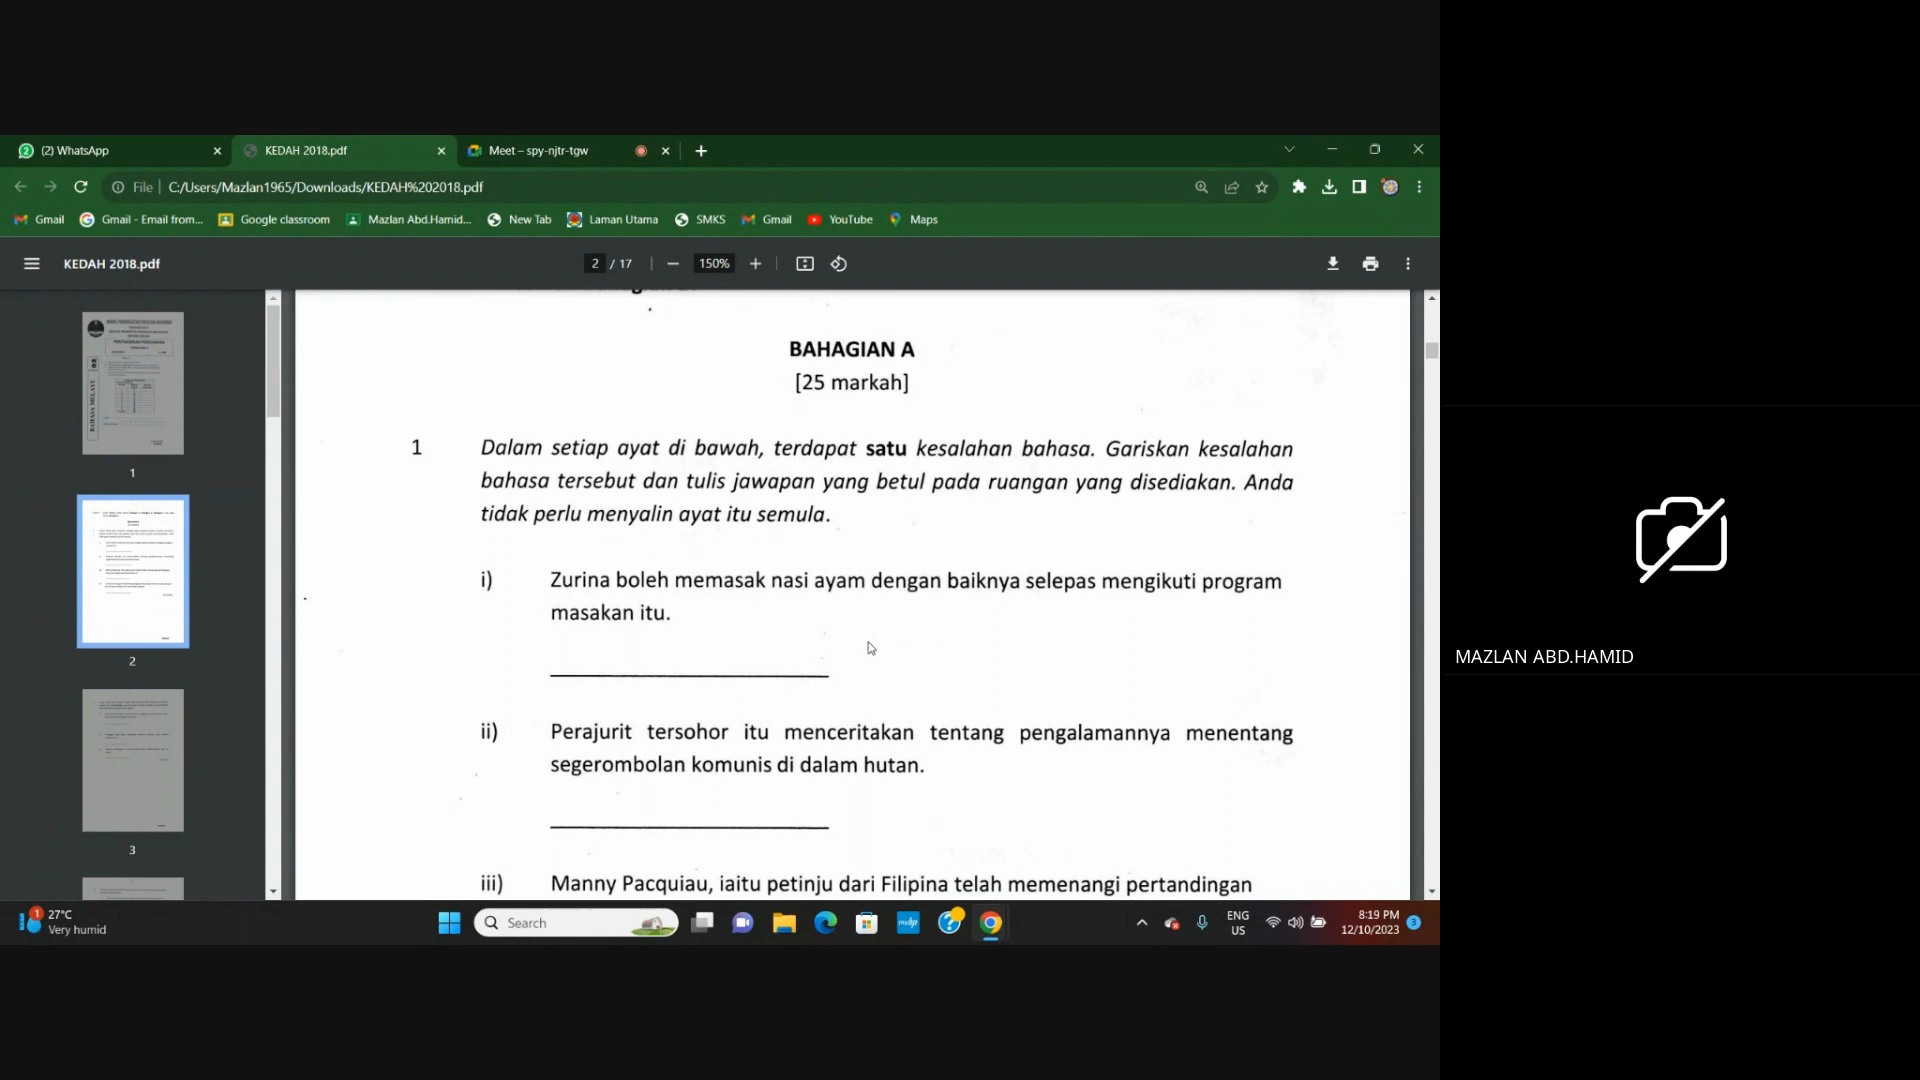 (2) WhatsApp
KEDAH 2018.pdf
Meet – spy-njtr-tgw
File
C:/Users/Mazlan1965/Downloads/KEDAH%202018.pdf
Gmail
Gmail - Email from...
Google classroom
Mazlan Abd.Hamid...
New Tab
Laman Utama
SMKS
Gmail
YouTube
Maps
KEDAH 2018.pdf
2 / 17
150%
BAHAGIAN A
[25 markah]
1 Dalam setiap ayat di bawah, terdapat satu kesalahan bahasa. Gariskan kesalahan
bahasa tersebut dan tulis jawapan yang betul pada ruangan yang disediakan. Anda
tidak perlu menyalin ayat itu semula.
i) Zurina boleh memasak nasi ayam dengan baiknya selepas mengikuti program
masakan itu.
ii) Perajurit tersohor itu menceritakan tentang pengalamannya menentang
segerombolan komunis di dalam hutan.
iii) Manny Pacquiau, iaitu petinju dari Filipina telah memenangi pertandingan
BAHASA MELAYU
1
2
3
MAZLAN ABD.HAMID
1
27°C
Very humid
Search
ENG
US
8:19 PM
12/10/2023
3